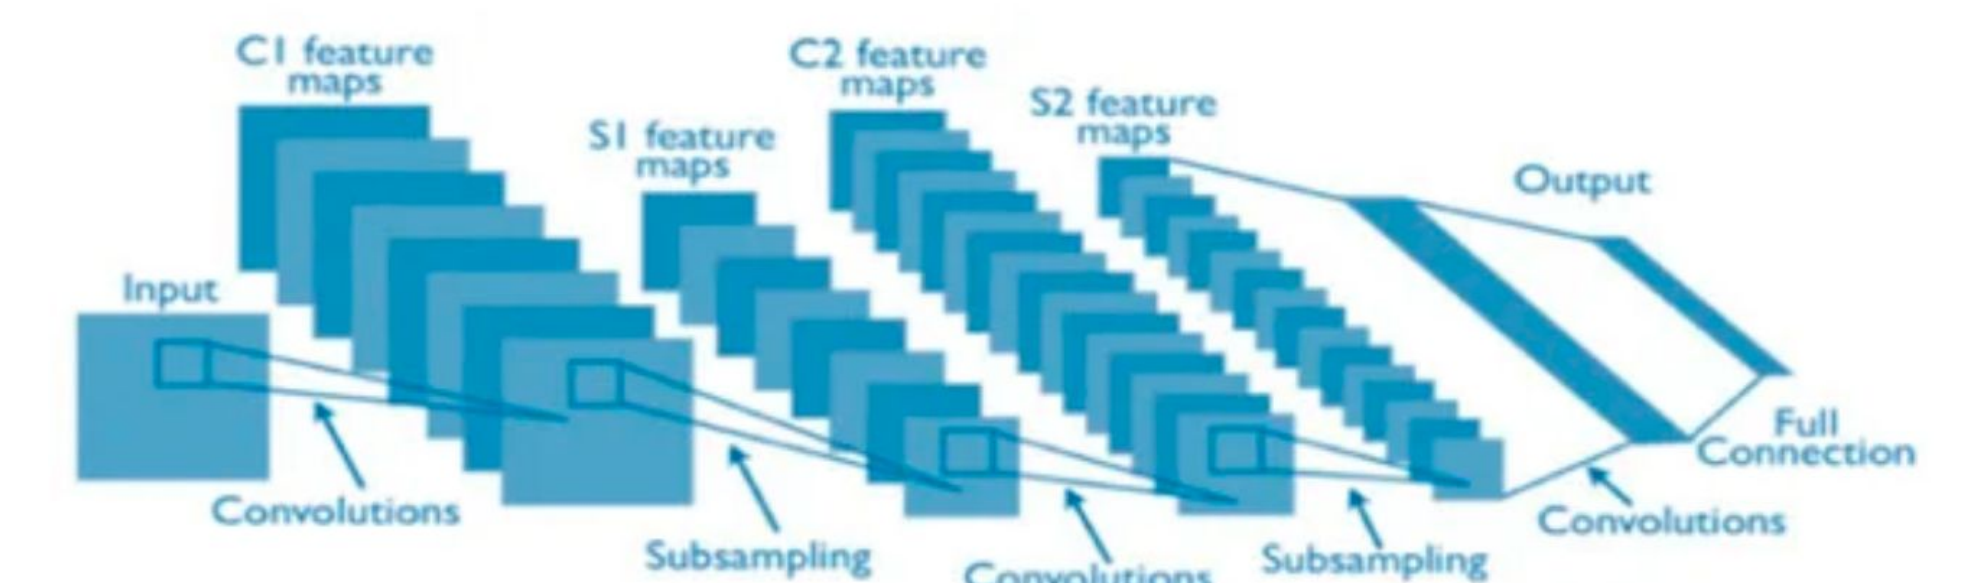 C1 feature
maps
S1 feature
maps
C2 feature
maps
S2 feature
maps
Output
Input
Full
Connection
Convolutions
Subsampling
Convolutions
Subsampling
Convolutions